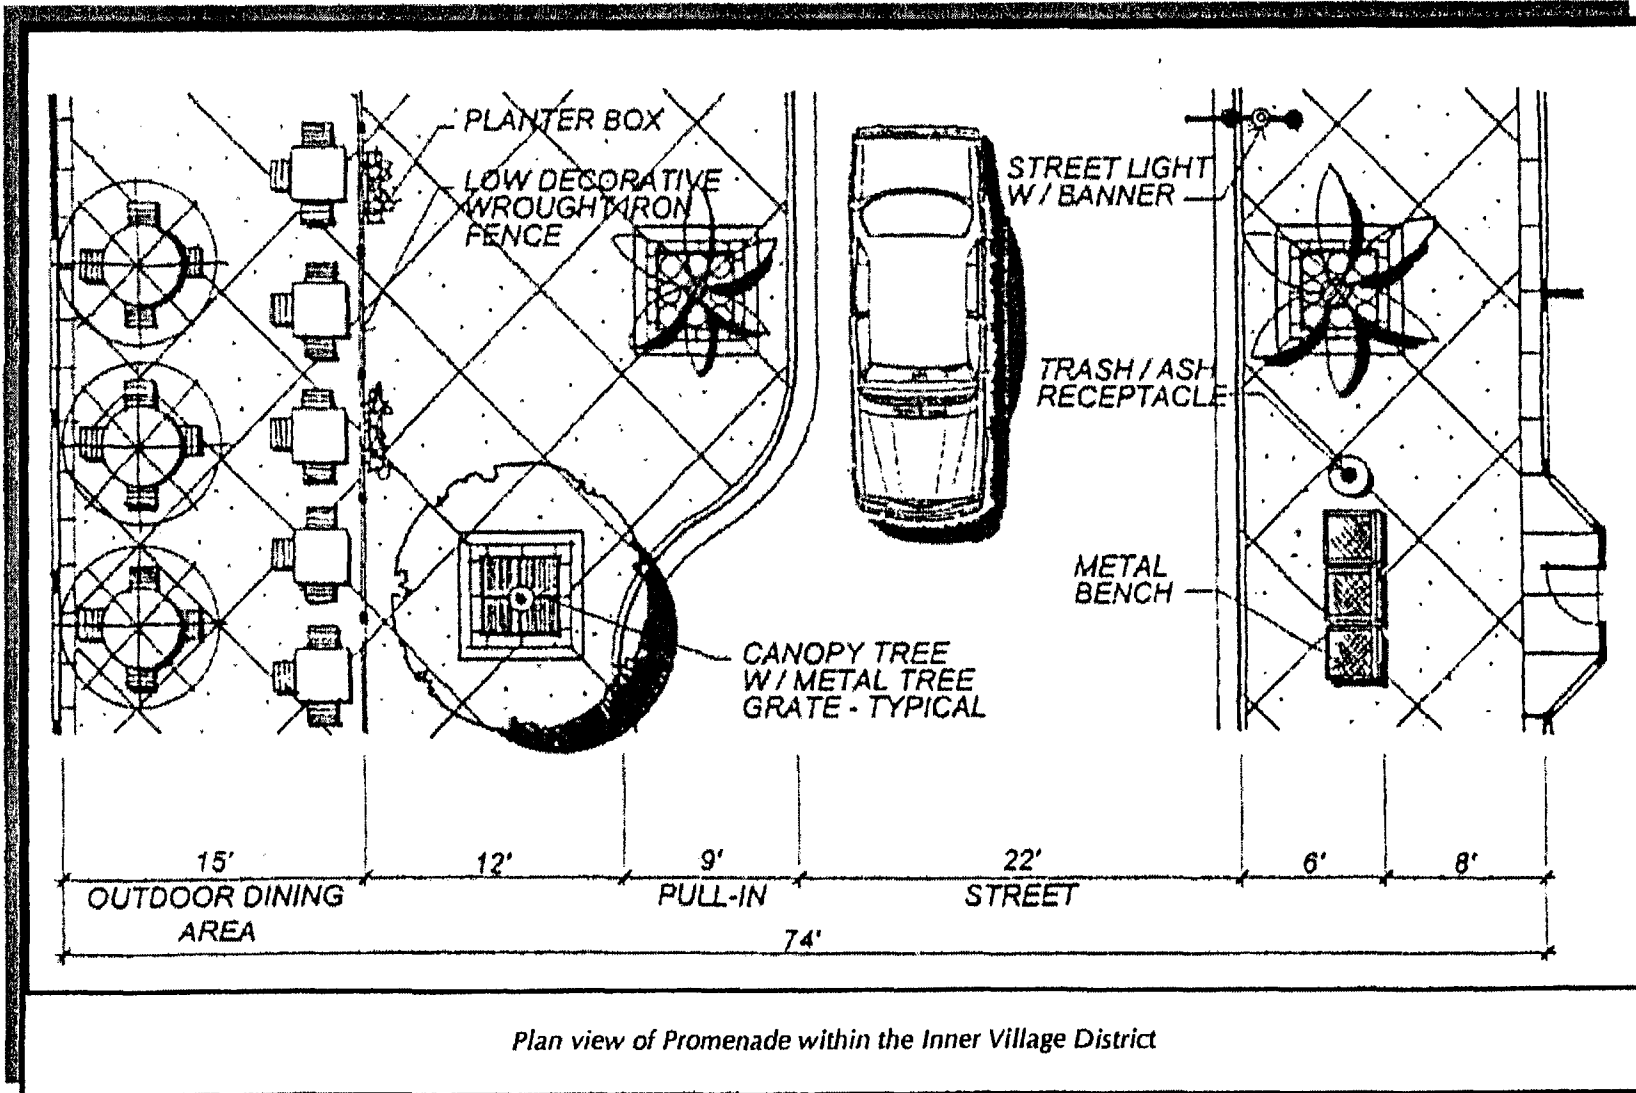 PLANTER BOX
LOW DECORATIVE
WROUGHT IRON
FENCE
STREET LIGHT
W / BANNER
TRASH / ASH
RECEPTACLE
METAL
BENCH
CANOPY TREE
W / METAL TREE
GRATE - TYPICAL
15'
12'
9'
22'
6'
8'
OUTDOOR DINING
AREA
PULL-IN
STREET
74'
Plan view of Promenade within the Inner Village District